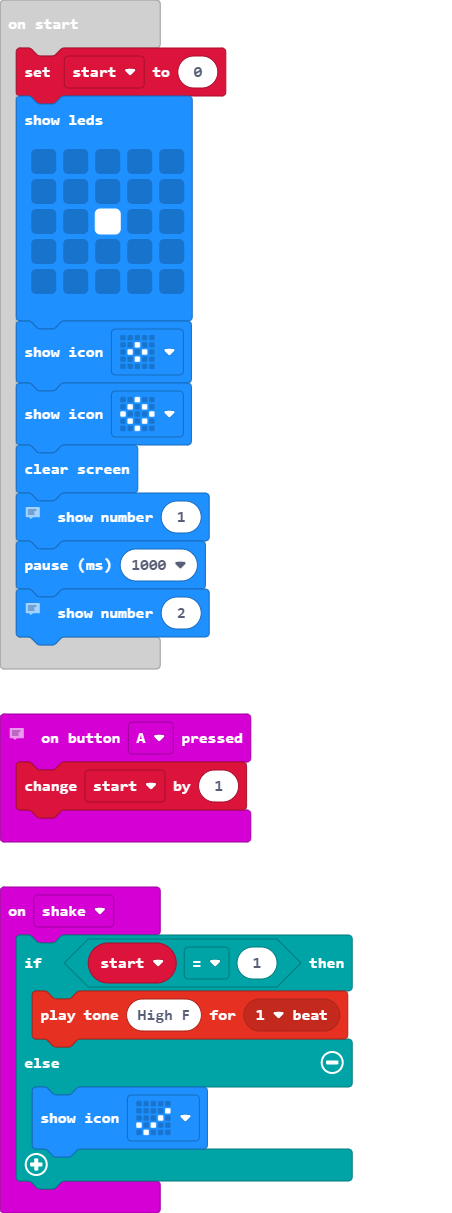 on start
set start to 0
show leds
show icon
show icon
clear screen
show number 1
pause (ms) 1000
show number 2
on button A pressed
change start by 1
on shake
if start = 1 then
play tone High F for 1 beat
else
show icon